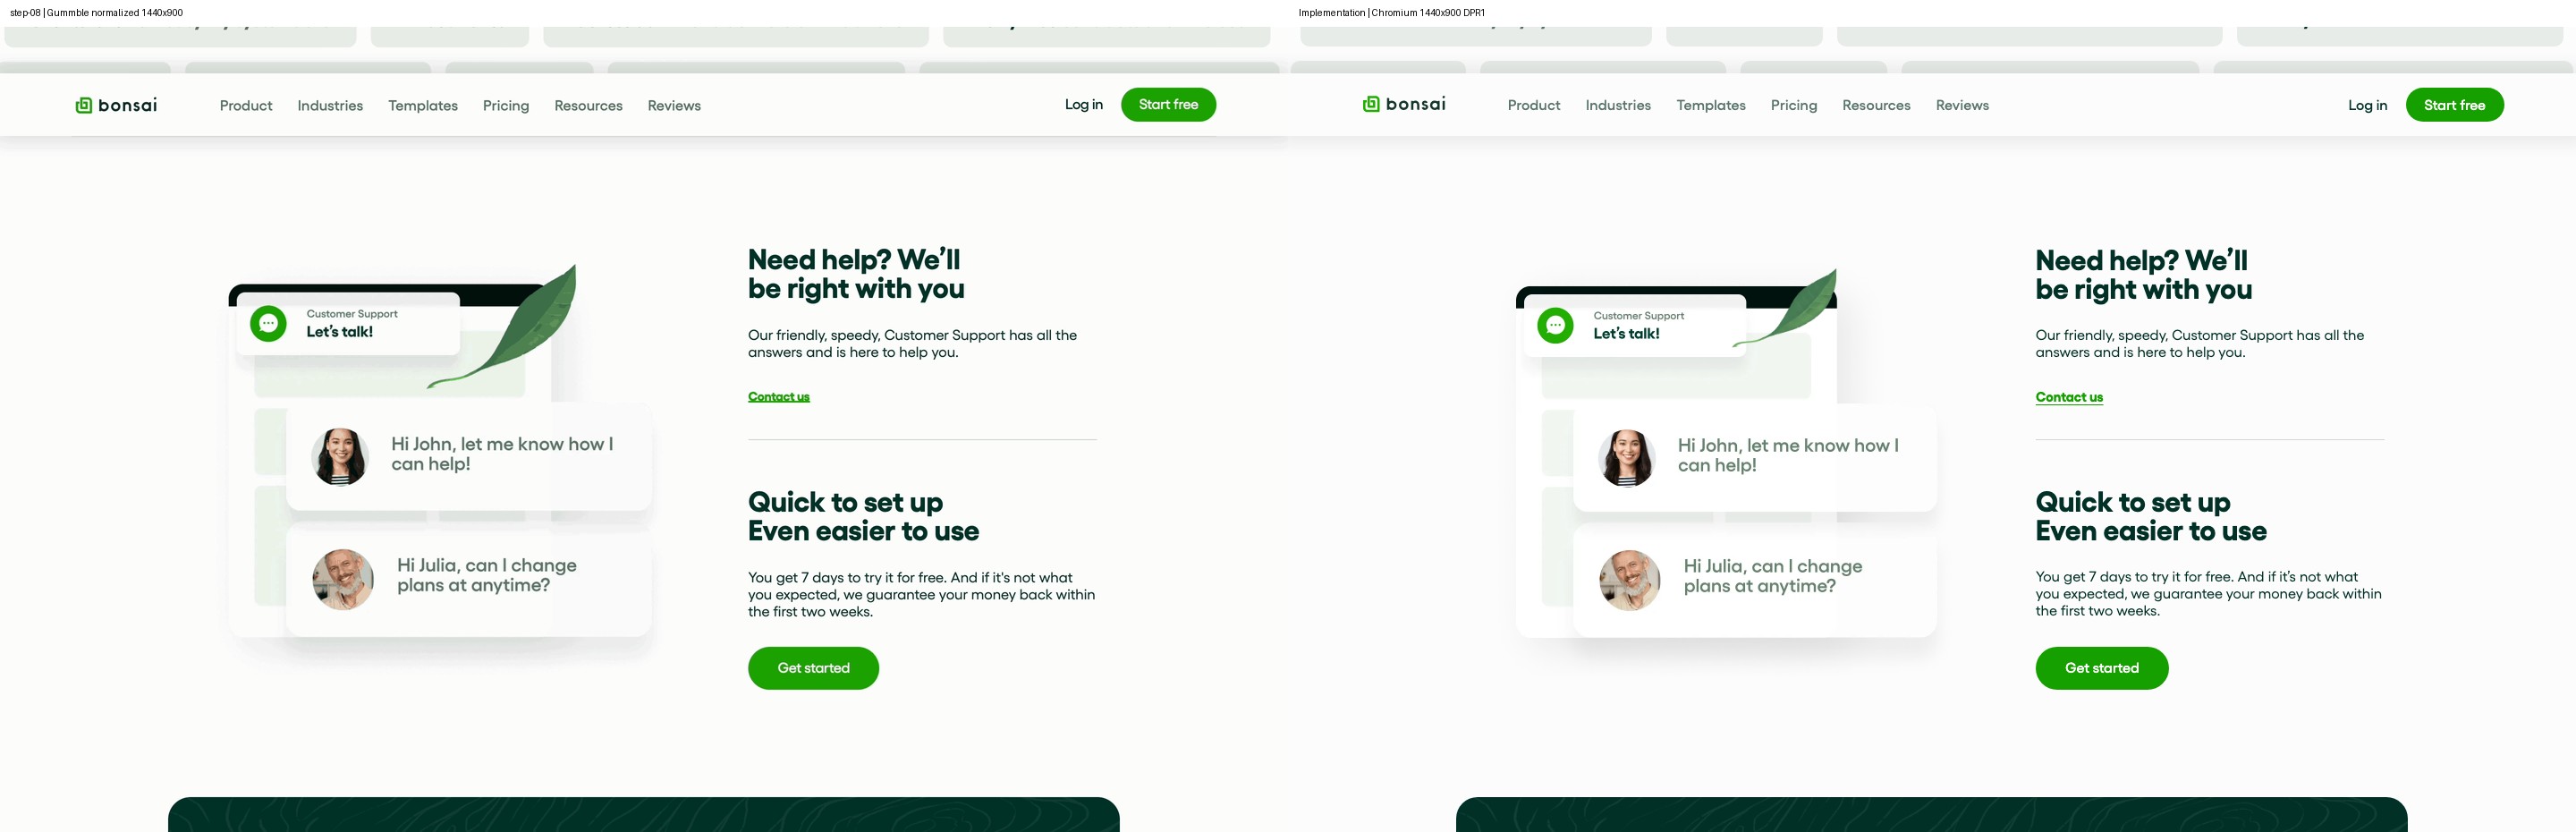 step-08 | Gummble normalized 1440x900
Implementation | Chromium 1440x900 DPR1
bonsai
Product
Industries
Templates
Pricing
Resources
Reviews
Log in
Start free
Customer Support
Let's talk!
Hi John, let me know how I
can help!
Hi Julia, can I change
plans at anytime?
Need help? We’ll
be right with you
Our friendly, speedy, Customer Support has all the
answers and is here to help you.
Contact us
Quick to set up
Even easier to use
You get 7 days to try it for free. And if it's not what
you expected, we guarantee your money back within
the first two weeks.
Get started
bonsai
Product
Industries
Templates
Pricing
Resources
Reviews
Log in
Start free
Customer Support
Let's talk!
Hi John, let me know how I
can help!
Hi Julia, can I change
plans at anytime?
Need help? We’ll
be right with you
Our friendly, speedy, Customer Support has all the
answers and is here to help you.
Contact us
Quick to set up
Even easier to use
You get 7 days to try it for free. And if it’s not what
you expected, we guarantee your money back within
the first two weeks.
Get started